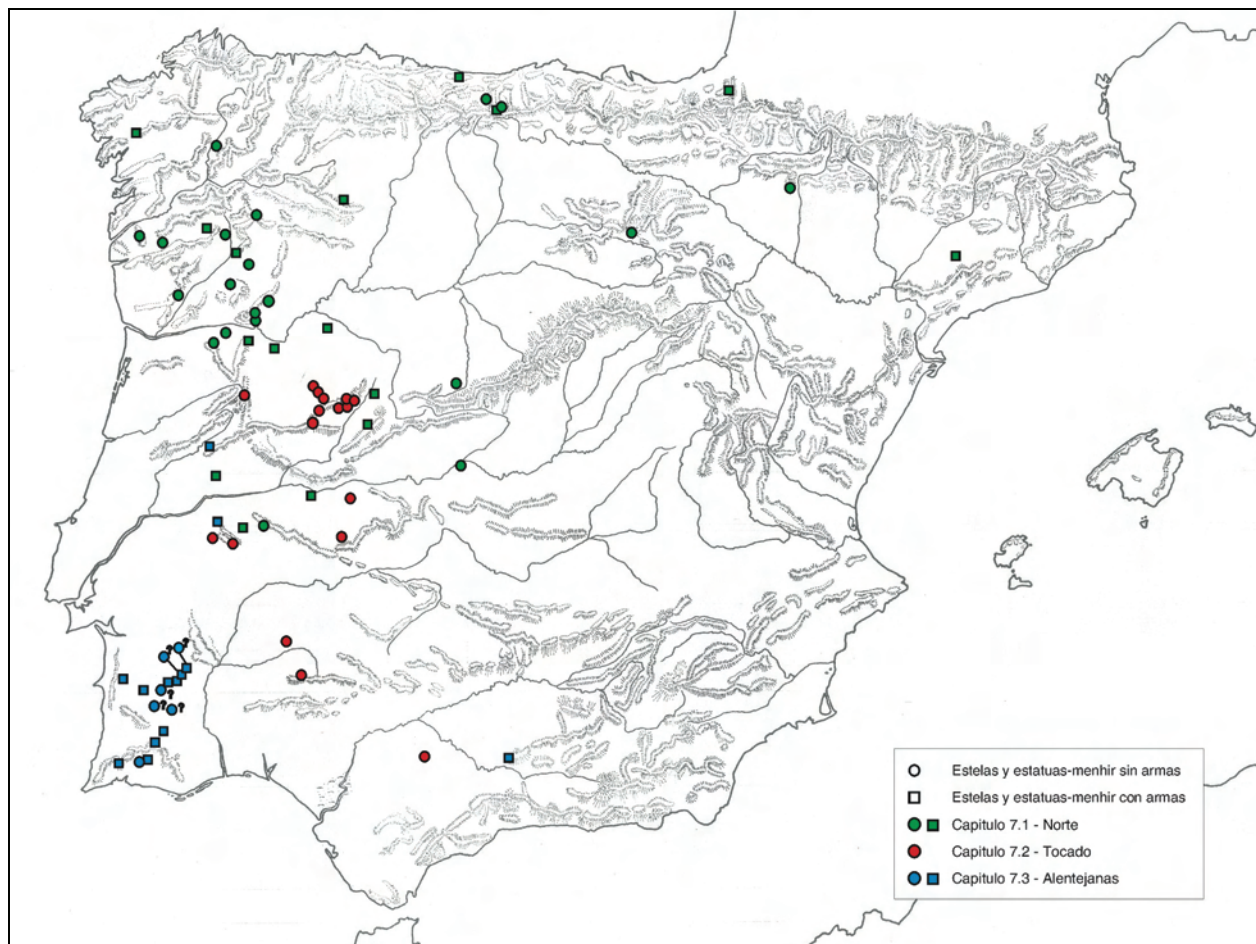 ?
?
?
?
?
Estelas y estatuas-menhir sin armas
Estelas y estatuas-menhir con armas
Capitulo 7.1 - Norte
Capitulo 7.2 - Tocado
Capitulo 7.3 - Alentejanas